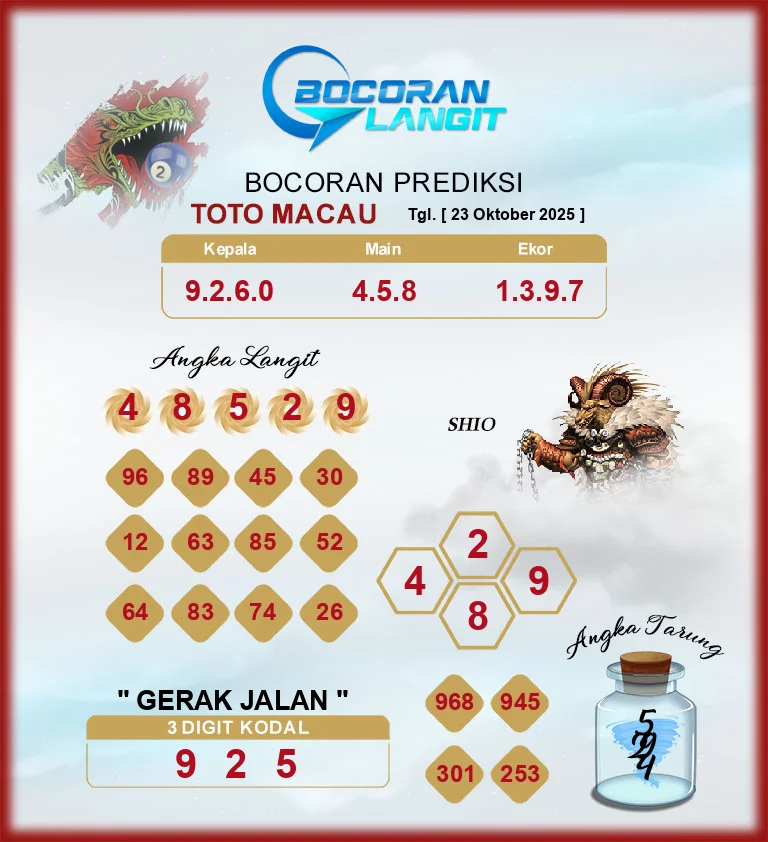 BOCORAN
LANGIT
2
BOCORAN PREDIKSI
TOTO MACAU Tgl. [ 23 Oktober 2025 ]
Kepala Main Ekor
9.2.6.0 4.5.8 1.3.9.7
Angka Langit
4 8 5 2 9
SHIO
96 89 45 30
12 63 85 52
64 83 74 26
2
4 9
8
Angka Tarung
" GERAK JALAN "
3 DIGIT KODAL
9 2 5
968 945
301 253